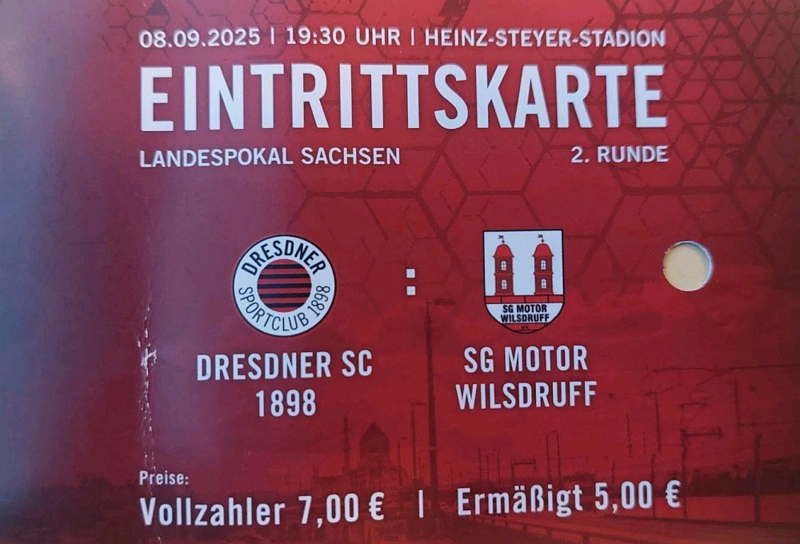 08.09.2025 | 19:30 UHR | HEINZ-STEYER-STADION
EINTRITTSKARTE
LANDESPOKAL SACHSEN 2. RUNDE
DRESDNER
SPORTCLUB 1898
:
SG MOTOR
WILSDRUFF
DRESDNER SC
1898
SG MOTOR
WILSDRUFF
Preise:
Vollzahler 7,00 € | Ermäßigt 5,00 €